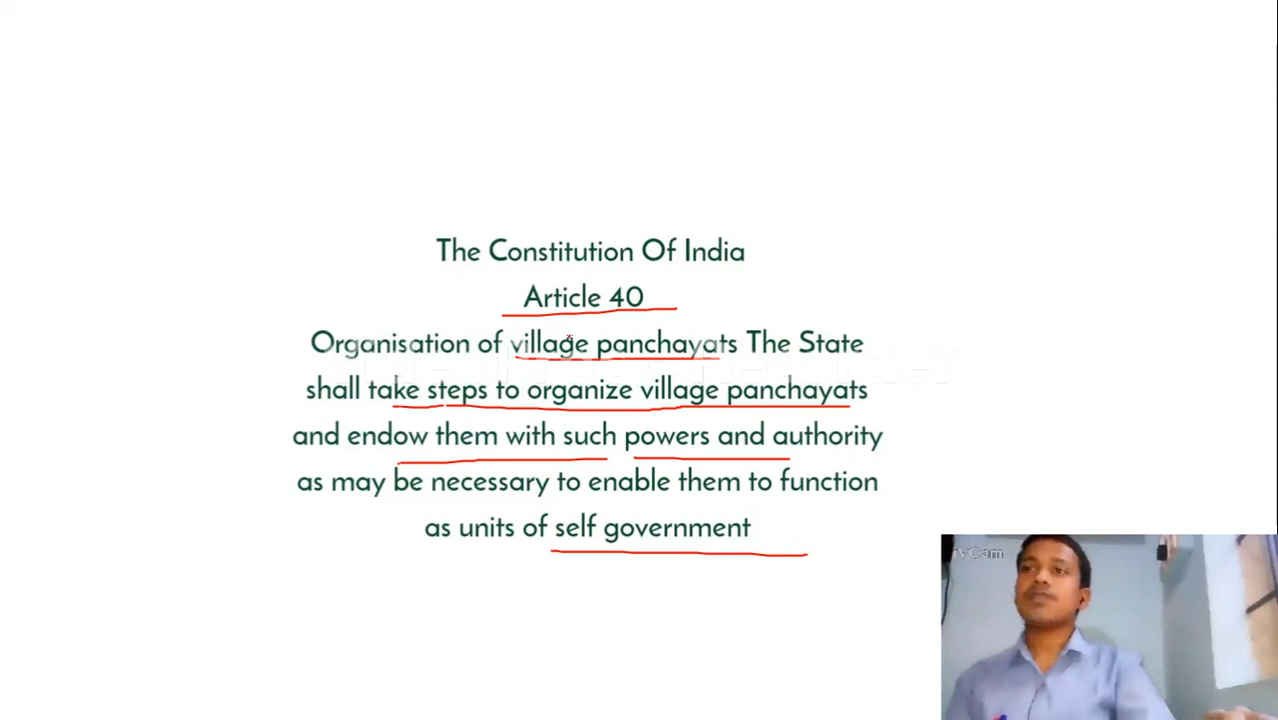 The Constitution Of India
Article 40
Organisation of village panchayats The State
shall take steps to organize village panchayats
and endow them with such powers and authority
as may be necessary to enable them to function
as units of self government
iVCam